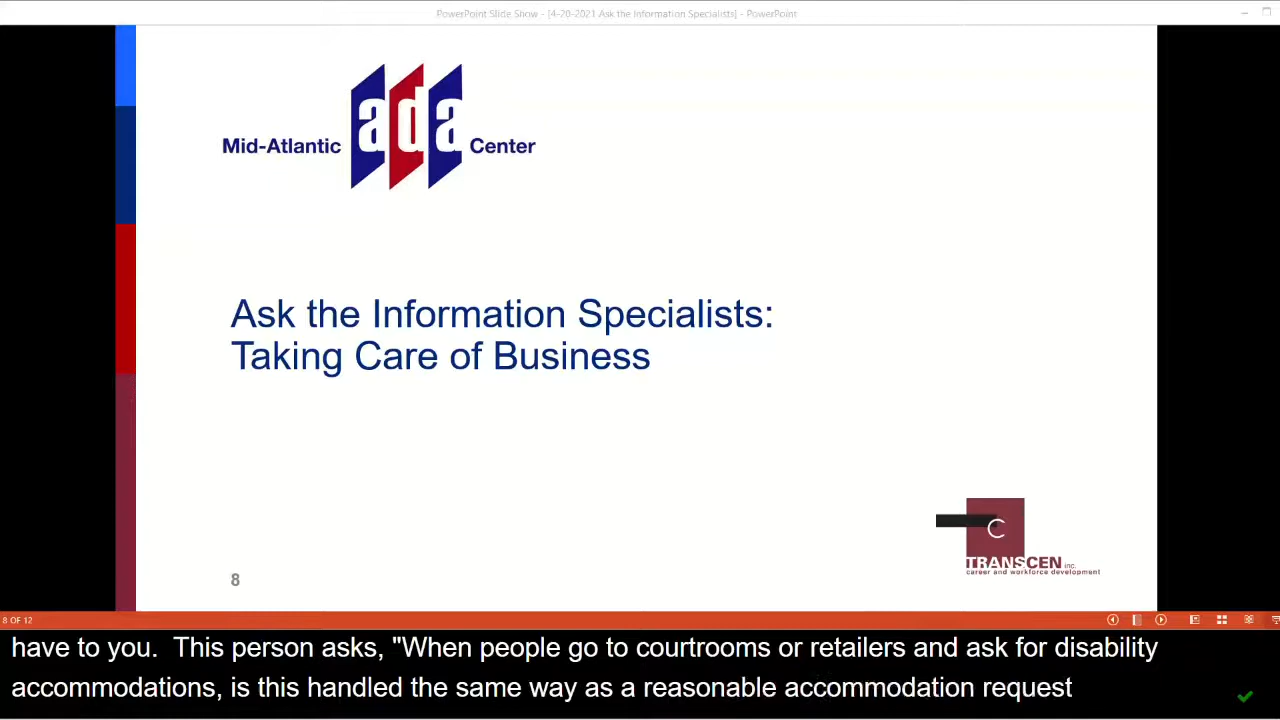 PowerPoint Slide Show - [4-20-2021 Ask the Information Specialists] - PowerPoint
Mid-Atlantic ada Center
Ask the Information Specialists:
Taking Care of Business
C
TRANSCEN inc.
career and workforce development
8
8 OF 12
have to you. This person asks, "When people go to courtrooms or retailers and ask for disability
accommodations, is this handled the same way as a reasonable accommodation request